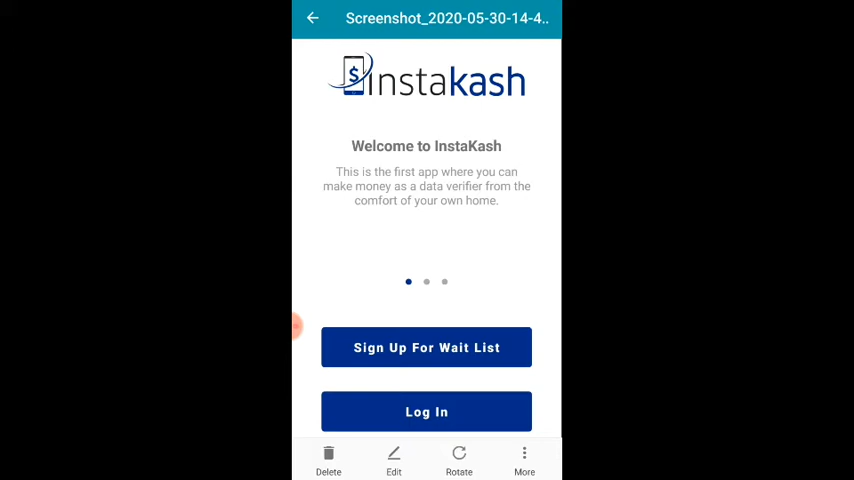 Screenshot_2020-05-30-14-4..
$
instakash
Welcome to InstaKash
This is the first app where you can
make money as a data verifier from the
comfort of your own home.
Sign Up For Wait List
Log In
Delete Edit Rotate More